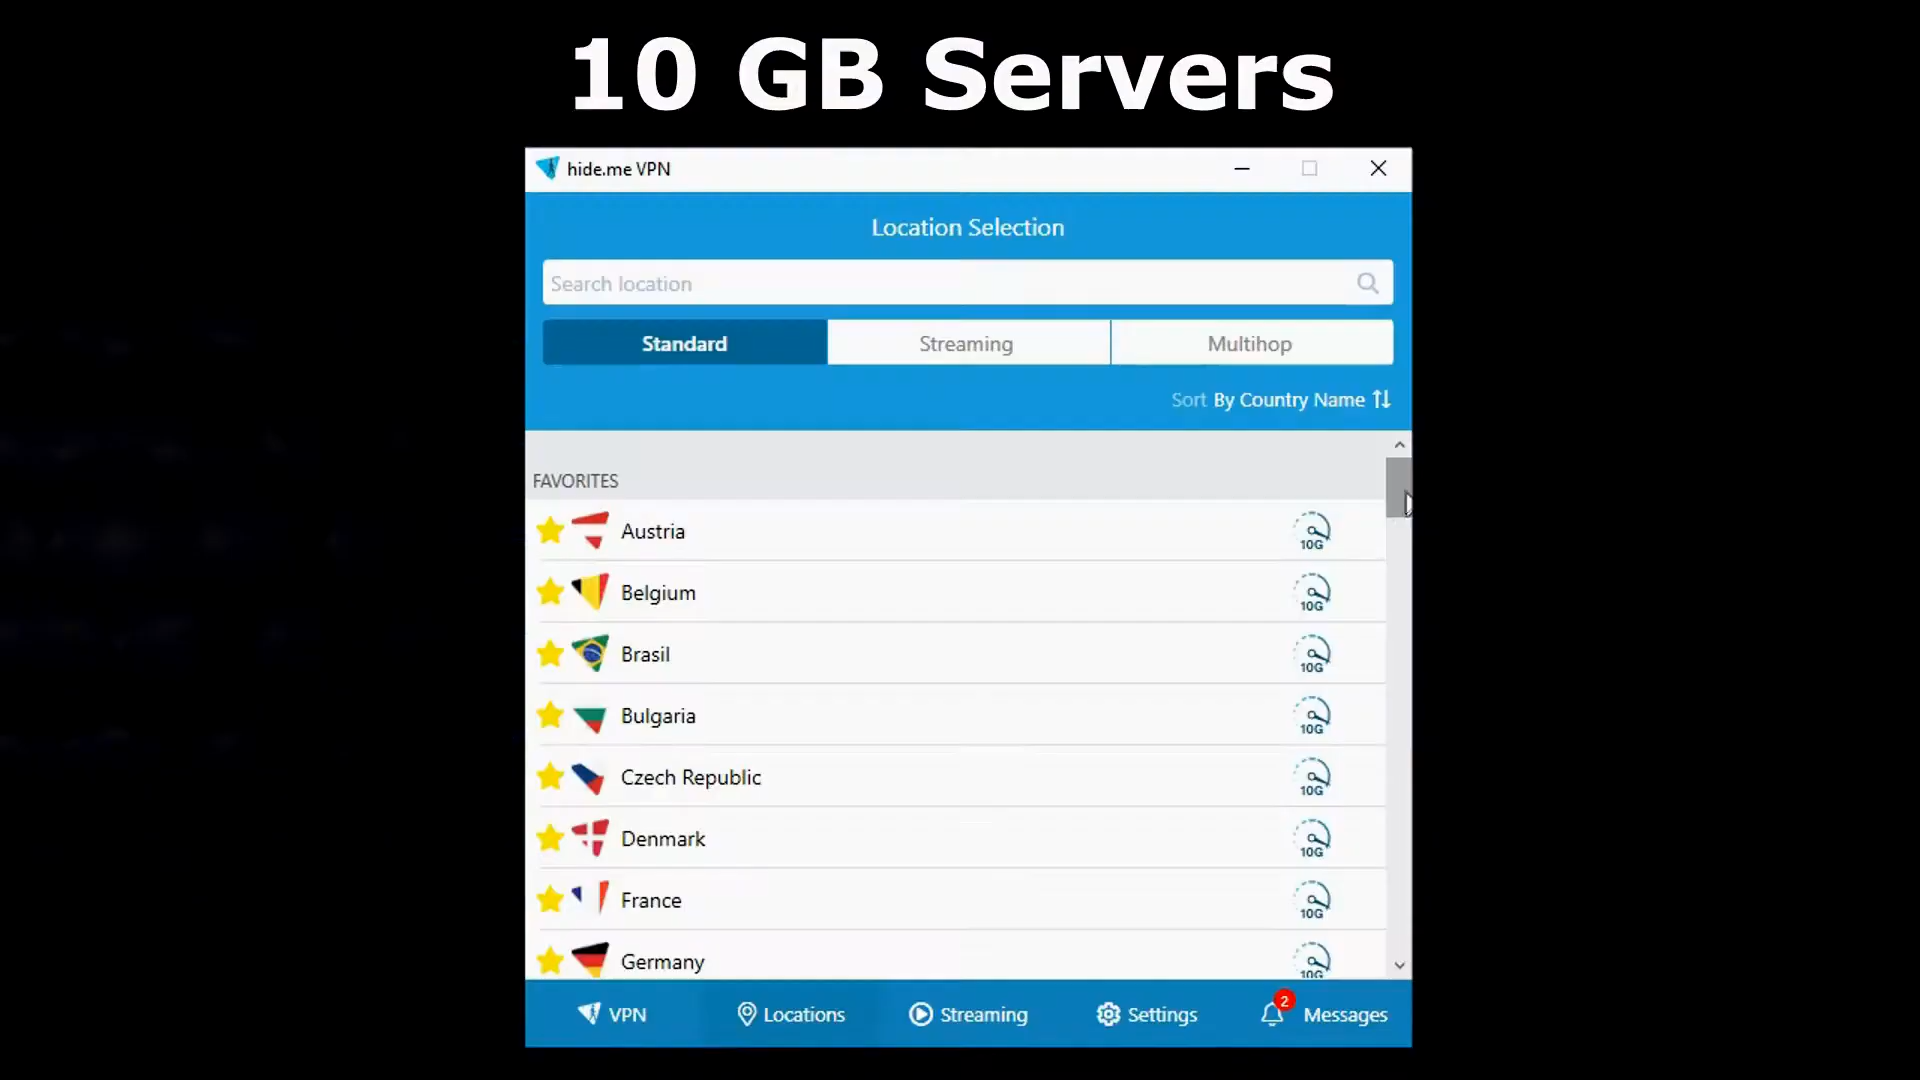 10 GB Servers
hide.me VPN
Location Selection
Search location
Standard
Streaming
Multihop
Sort By Country Name
FAVORITES
Austria
10G
Belgium
10G
Brasil
10G
Bulgaria
10G
Czech Republic
10G
Denmark
10G
France
10G
Germany
10G
VPN
Locations
Streaming
Settings
2
Messages